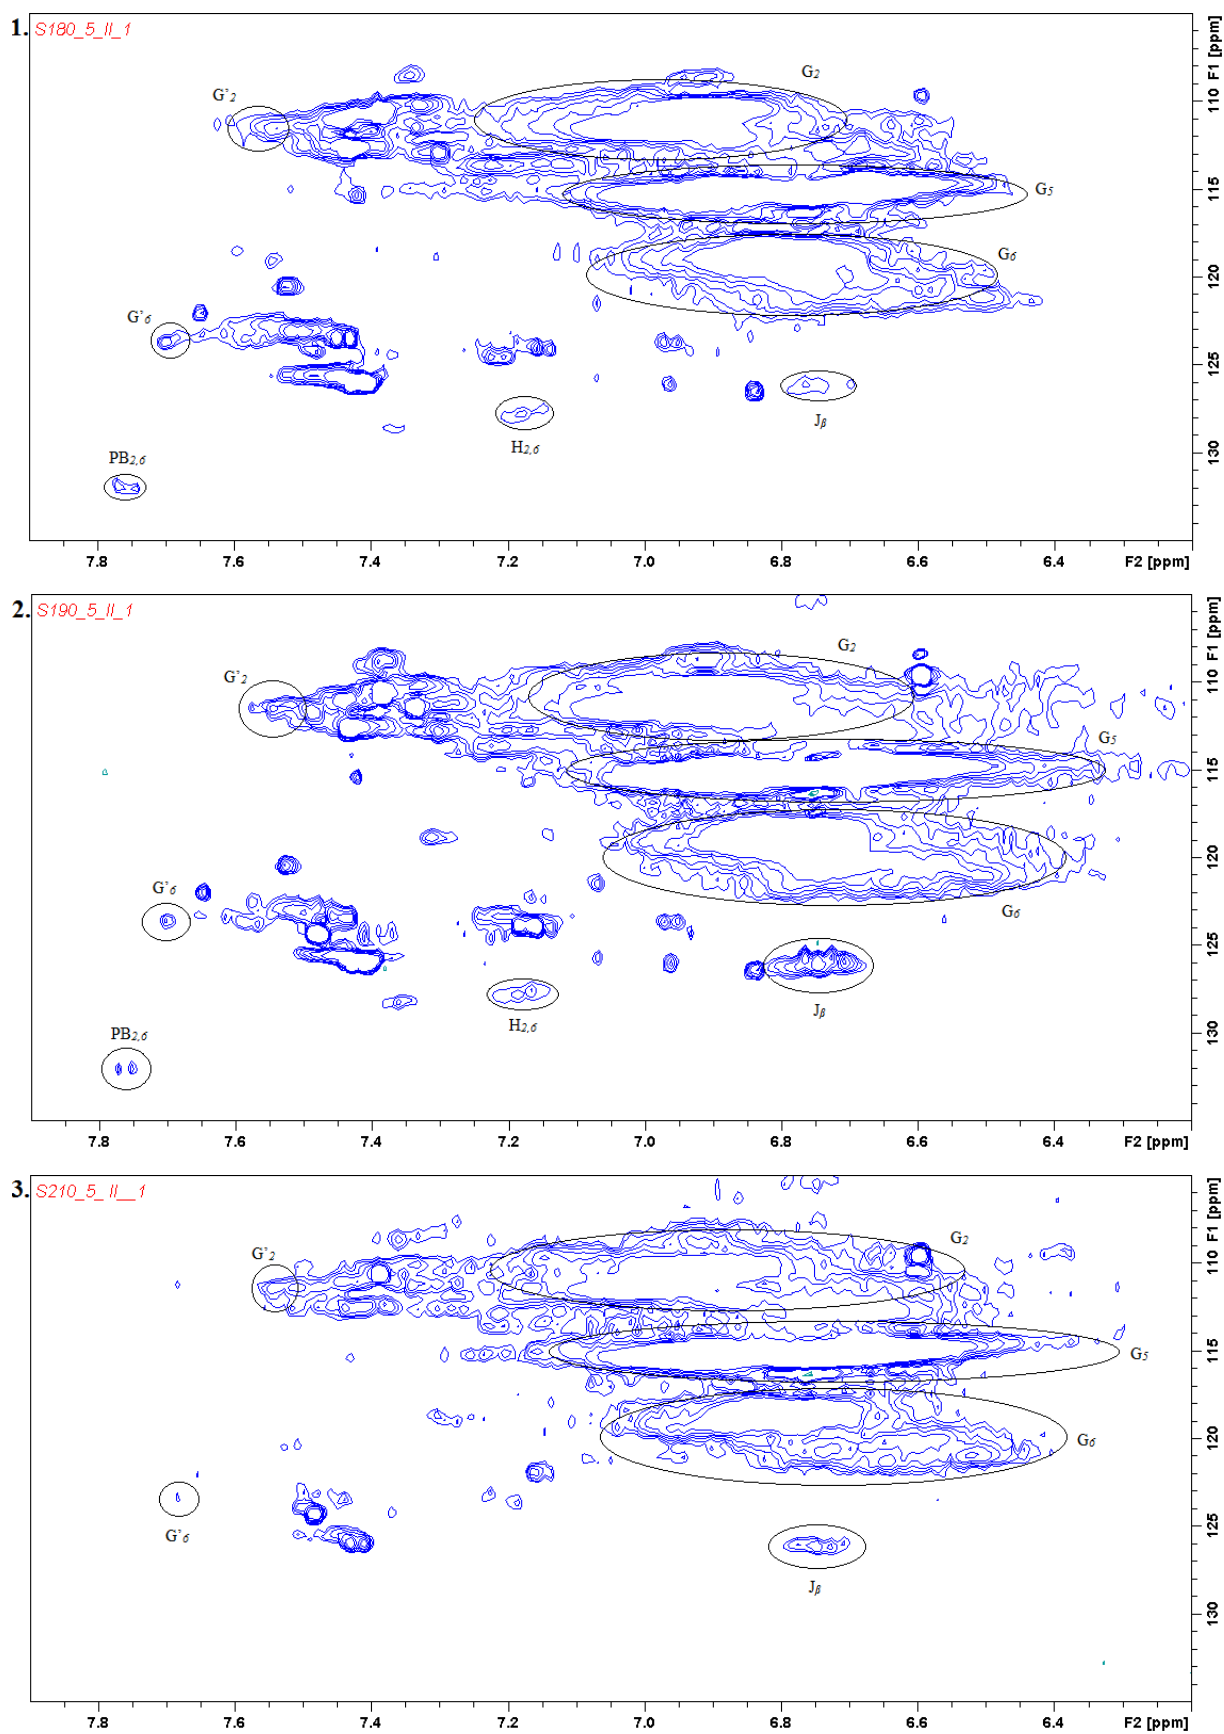 1. S180_5_II_1
G2
G'2
G5
G6
G'6
Jβ
H2,6
PB2,6
110
115
120
125
130
F1 [ppm]
7.8 7.6 7.4 7.2 7.0 6.8 6.6 6.4 F2 [ppm]
2. S190_5_II_1
G2
G'2
G5
G'6
G6
H2,6
Jβ
PB2,6
110
115
120
125
130
F1 [ppm]
7.8 7.6 7.4 7.2 7.0 6.8 6.6 6.4 F2 [ppm]
3. S210_5_II__1
G2
G'2
G5
G6
G'6
Jβ
110
115
120
125
130
F1 [ppm]
7.8 7.6 7.4 7.2 7.0 6.8 6.6 6.4 F2 [ppm]